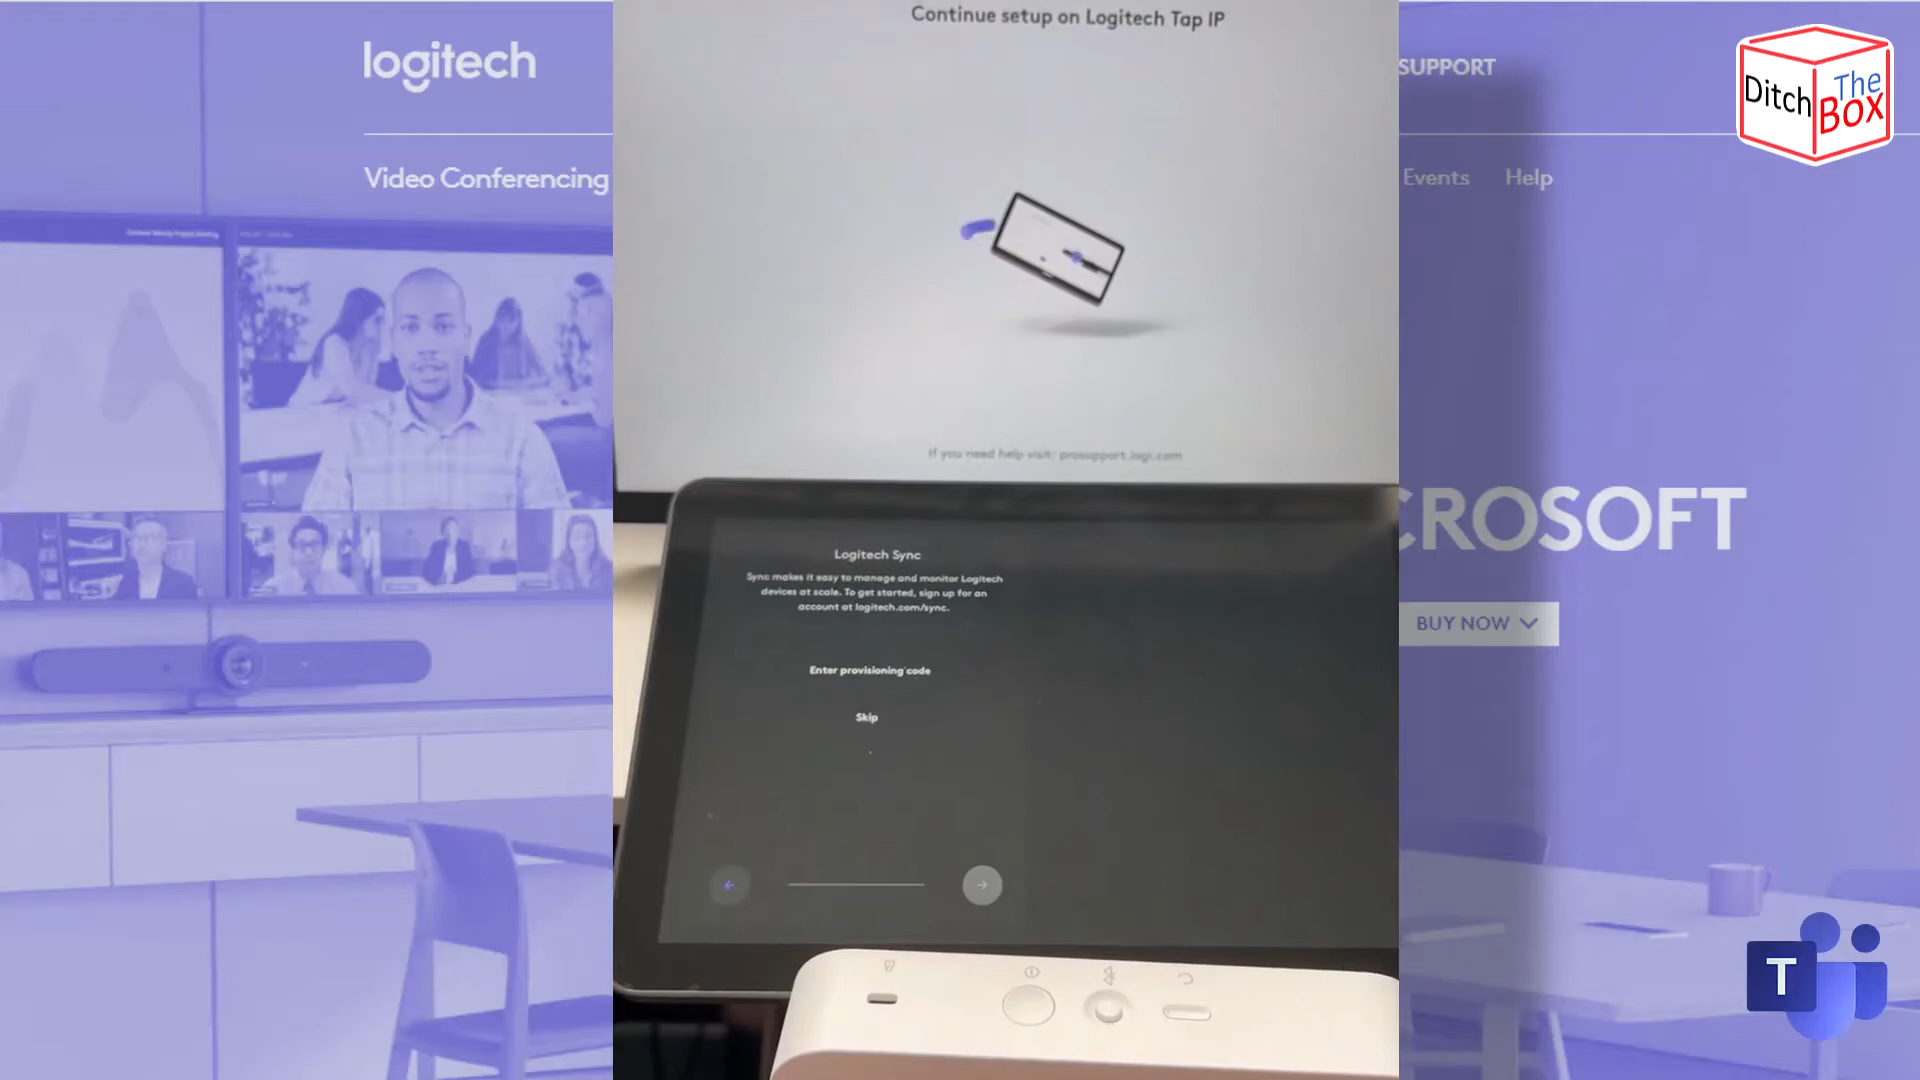 logitech
Video Conferencing
Continue setup on Logitech Tap IP
If you need help visit: prosupport.logi.com
Logitech Sync
Sync makes it easy to manage and monitor Logitech
devices at scale. To get started, sign up for an
account at logitech.com/sync.
Enter provisioning code
Skip
SUPPORT
Events
Help
CROSOFT
BUY NOW
Ditch
The
BOX
T